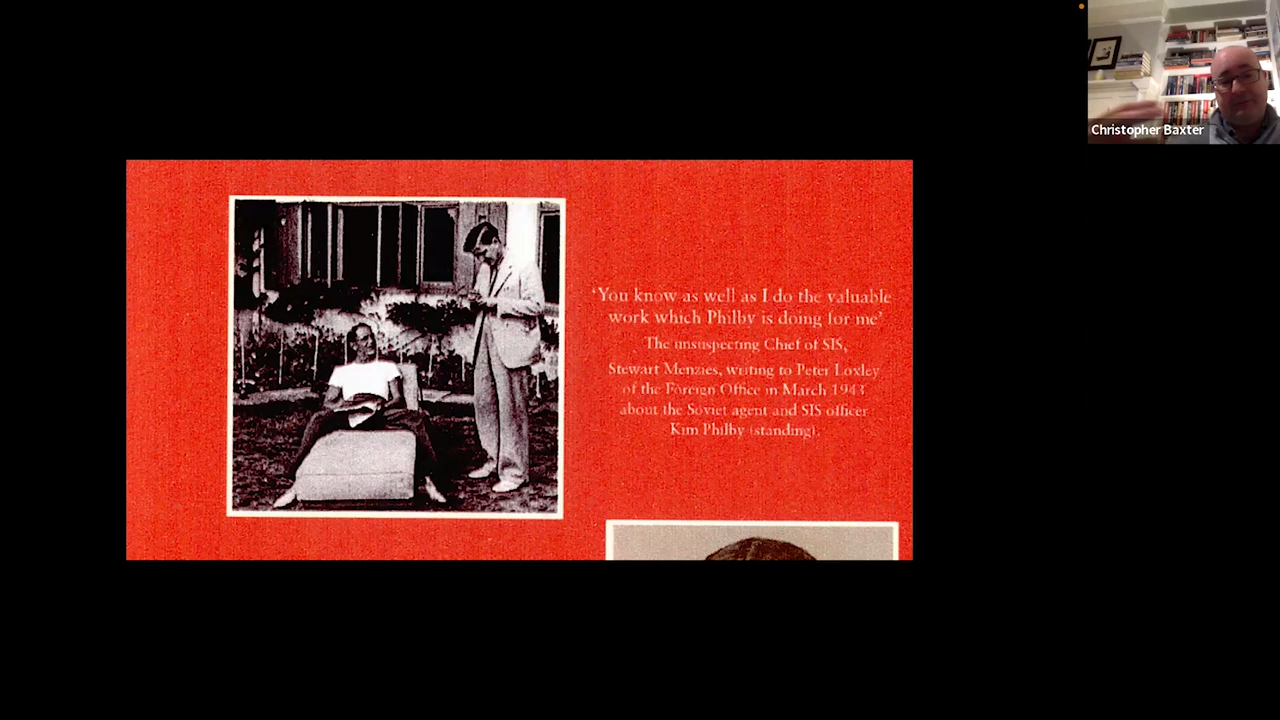 Christopher Baxter
'You know as well as I do the valuable
work which Philby is doing for me'
The unsuspecting Chief of SIS,
Stewart Menzies, writing to Peter Loxley
of the Foreign Office in March 1943
about the Soviet agent and SIS officer
Kim Philby (standing).